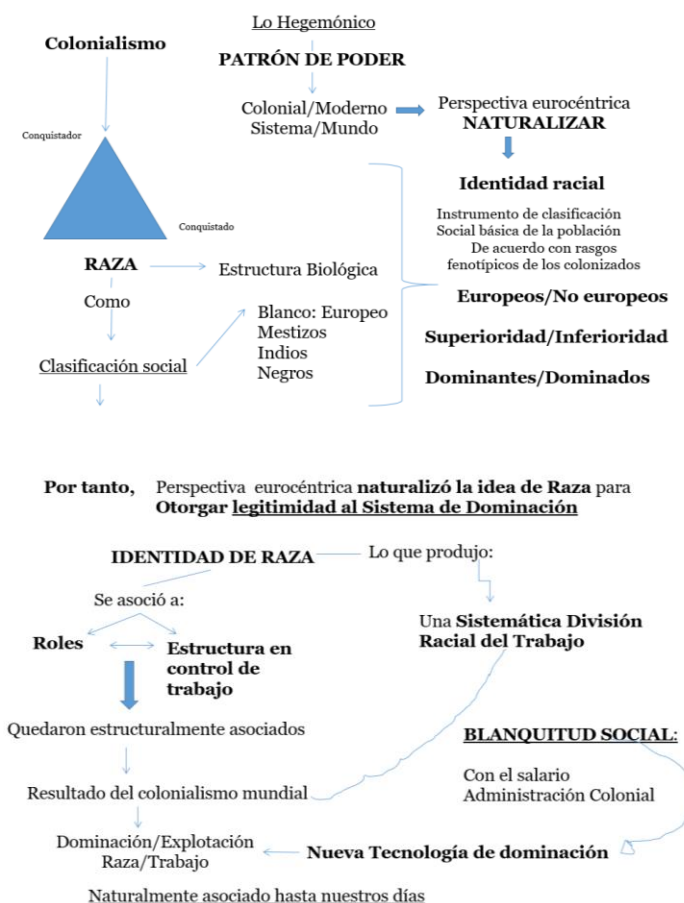 Lo Hegemónico
Colonialismo
PATRÓN DE PODER
Colonial/Moderno
Sistema/Mundo
Perspectiva eurocéntrica
NATURALIZAR
Conquistador
Conquistado
Identidad racial
Instrumento de clasificación
Social básica de la población
De acuerdo con rasgos
fenotípicos de los colonizados
Europeos/No europeos
Superioridad/Inferioridad
Dominantes/Dominados
RAZA
Estructura Biológica
Como
Blanco: Europeo
Mestizos
Indios
Negros
Clasificación social
Por tanto, Perspectiva eurocéntrica naturalizó la idea de Raza para
Otorgar legitimidad al Sistema de Dominación
IDENTIDAD DE RAZA
Lo que produjo:
Se asoció a:
Roles
Estructura en
control de
trabajo
Una Sistemática División
Racial del Trabajo
Quedaron estructuralmente asociados
BLANQUITUD SOCIAL:
Con el salario
Administración Colonial
Resultado del colonialismo mundial
Dominación/Explotación
Raza/Trabajo
Nueva Tecnología de dominación
Naturalmente asociado hasta nuestros días